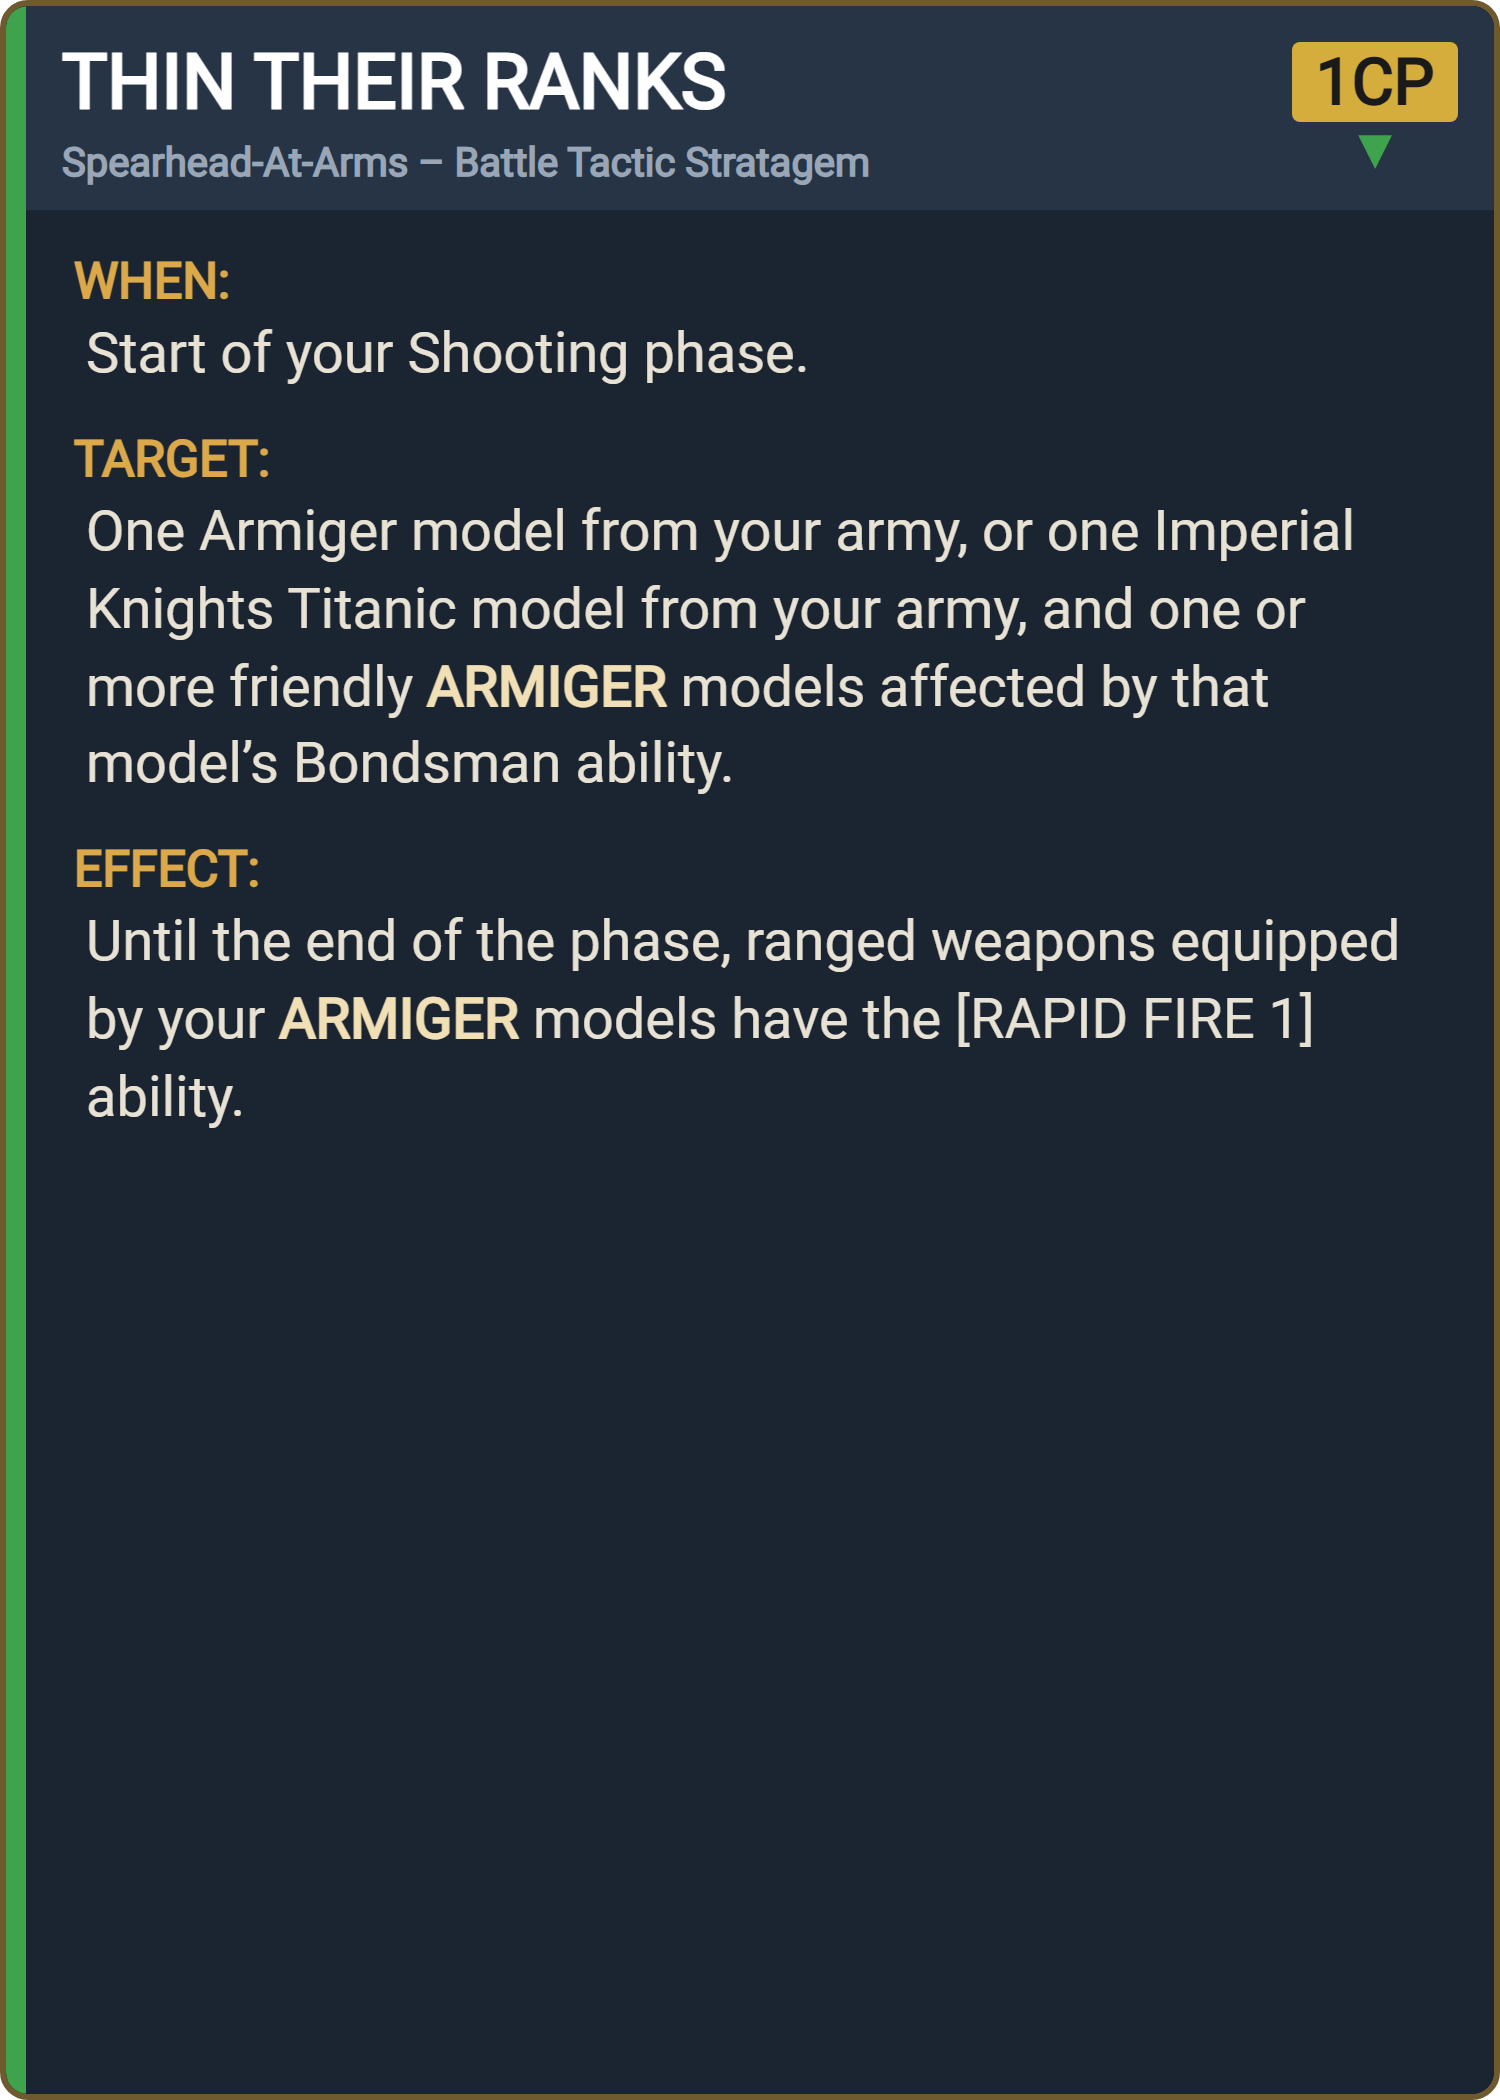 THIN THEIR RANKS
1CP
Spearhead-At-Arms – Battle Tactic Stratagem
WHEN:
Start of your Shooting phase.
TARGET:
One Armiger model from your army, or one Imperial
Knights Titanic model from your army, and one or
more friendly ARMIGER models affected by that
model’s Bondsman ability.
EFFECT:
Until the end of the phase, ranged weapons equipped
by your ARMIGER models have the [RAPID FIRE 1]
ability.